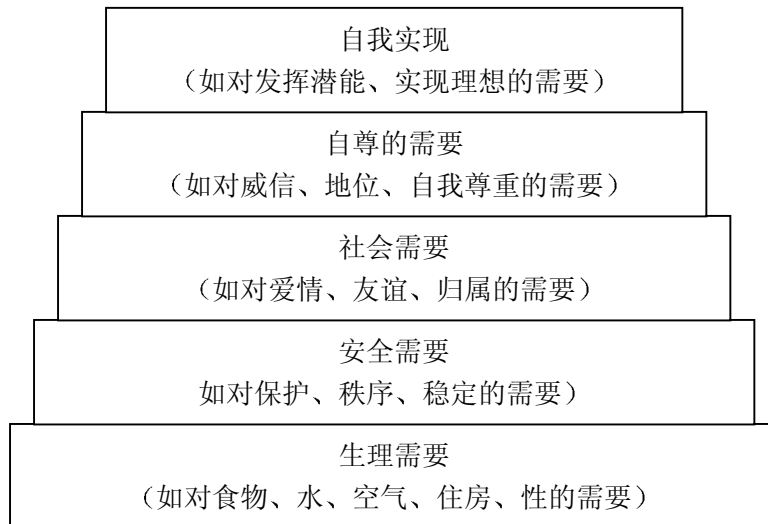 自我实现
（如对发挥潜能、实现理想的需要）
自尊的需要
（如对威信、地位、自我尊重的需要）
社会需要
（如对爱情、友谊、归属的需要）
安全需要
如对保护、秩序、稳定的需要）
生理需要
（如对食物、水、空气、住房、性的需要）